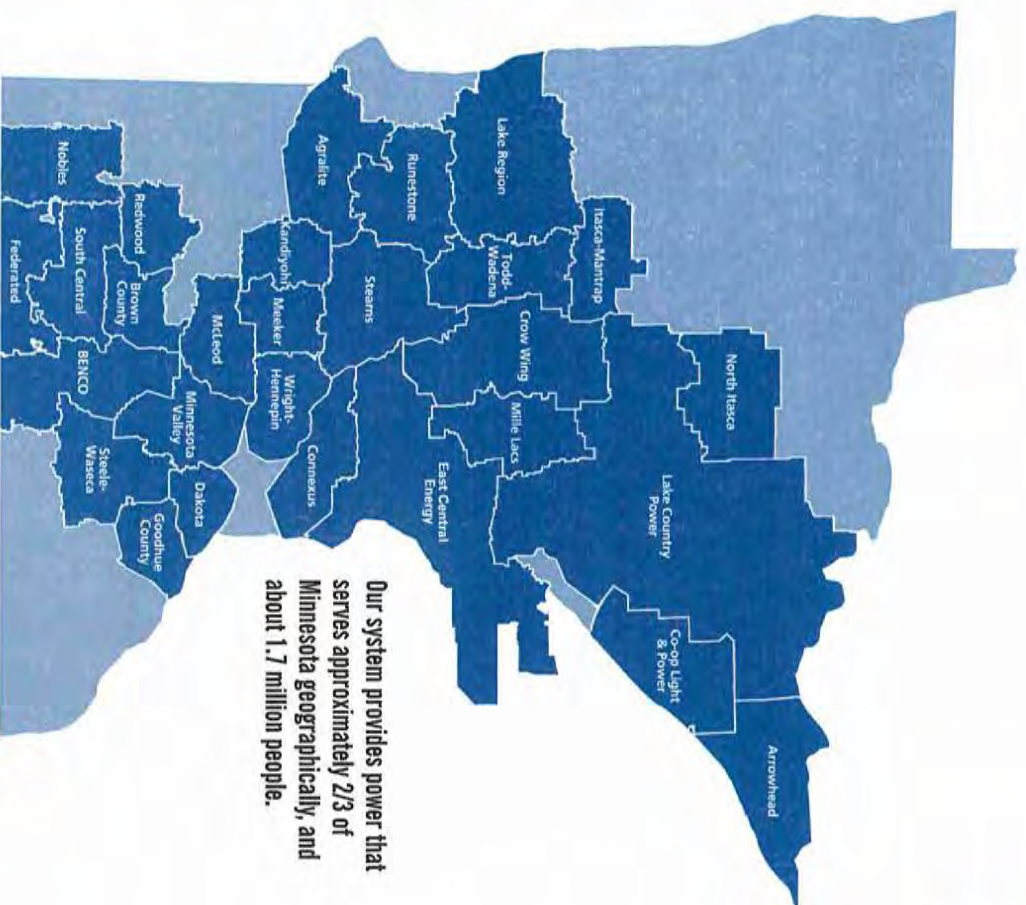 North Itasca
Lake Country
Power
Arrowhead
Co-op Light
& Power
Itasca-Mantrap
Lake Region
Todd-
Wadena
Crow Wing
Mille Lacs
Runestone
East Central
Energy
Agralite
Stearns
Kandiyohi
Meeker
Wright-
Hennepin
Connexus
McLeod
Minnesota
Valley
Dakota
Goodhue
County
Redwood
Brown
County
Steele-
Waseca
Nobles
South Central
BENCO
Federated
Our system provides power that
serves approximately 2/3 of
Minnesota geographically, and
about 1.7 million people.